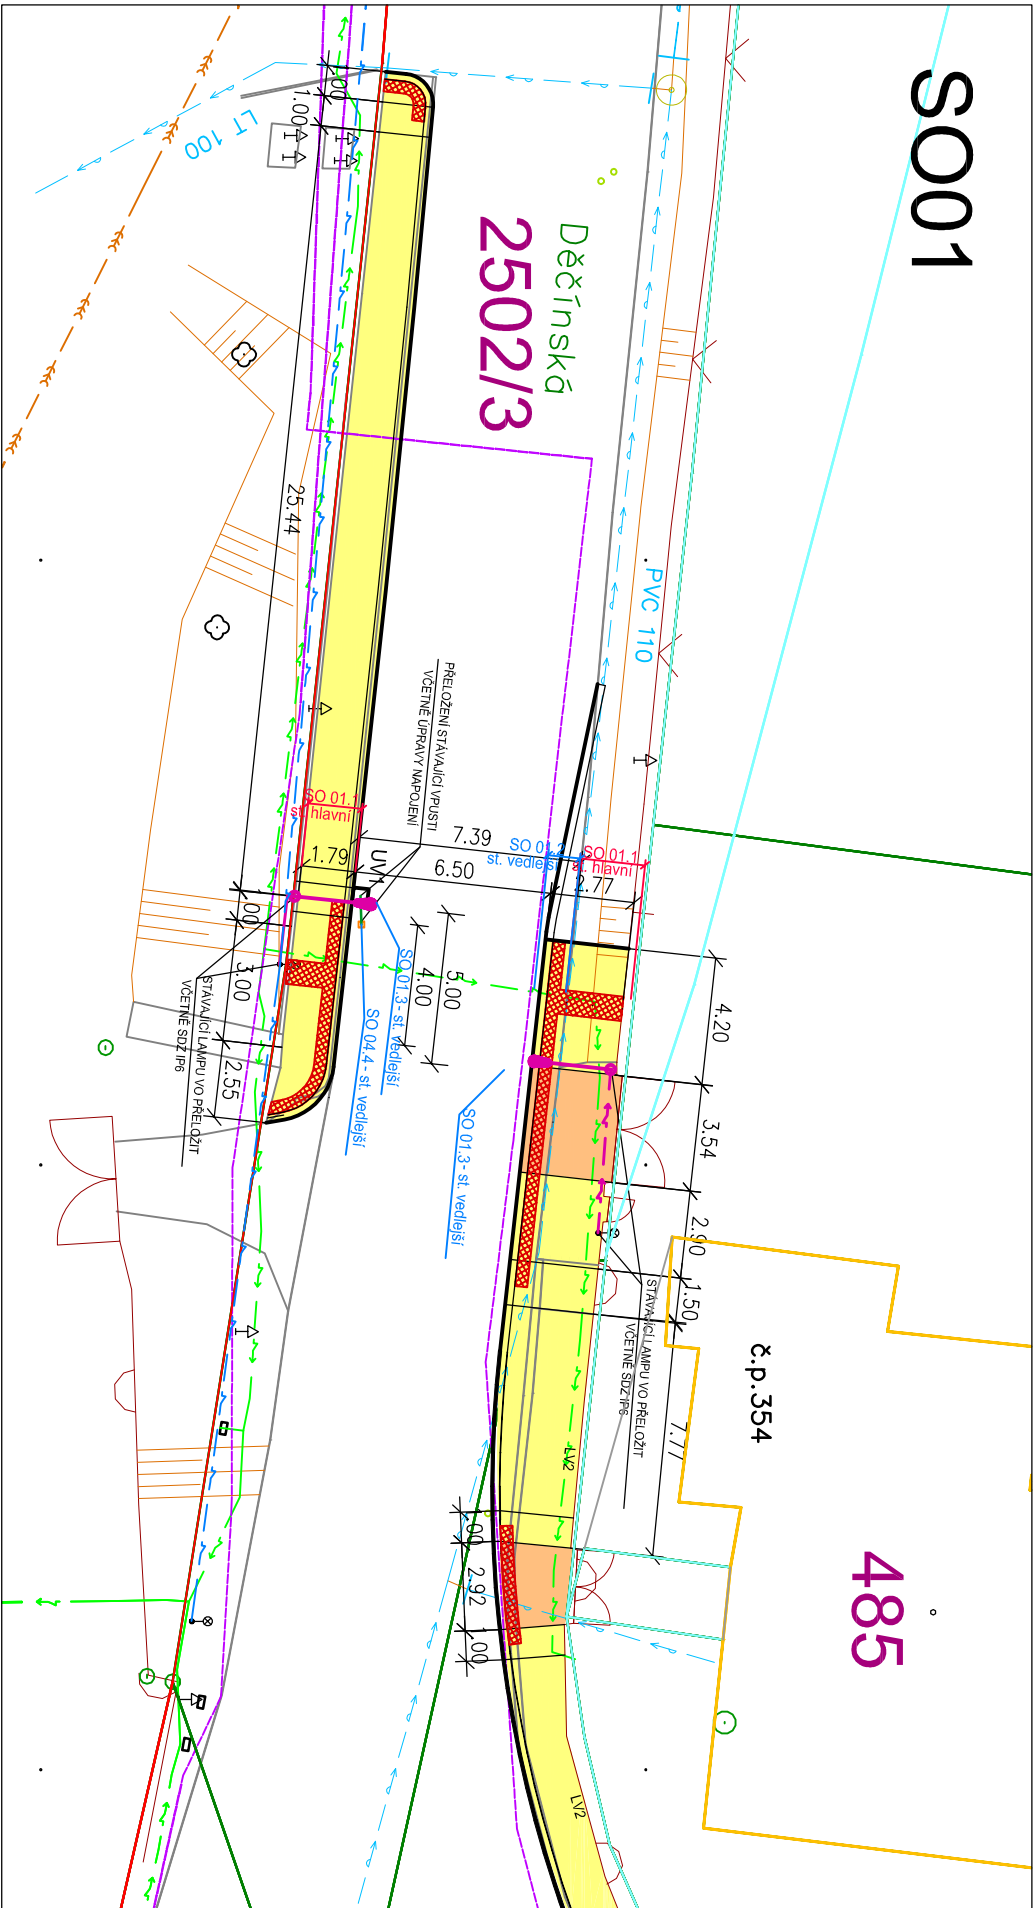 SO01
LT 100
1.00
1.00
Děčínská
2502/3
25.44
PVC 110
PŘELOŽENÍ STÁVAJÍCÍ VPUSTI
VČETNĚ ÚPRAVY NAPOJENÍ
SO 01.1
st. hlavní
7.39
6.50
1.79
UV1
SO 01.2
st. vedlejší
SO 01.1
st. hlavní
2.77
1.00
3.00
2.55
STÁVAJÍCÍ LAMPU VO PŘELOŽIT
VČETNĚ SDZ IP6
5.00
4.00
SO 01.3- st. vedlejší
SO 04.4 - st. vedlejší
SO 01.3- st. vedlejší
4.20
3.54
2.90
1.50
7.77
STÁVAJÍCÍ LAMPU VO PŘELOŽIT
VČETNĚ SDZ IP6
č.p.354
485
LV2
1.00
2.92
1.00
LV2